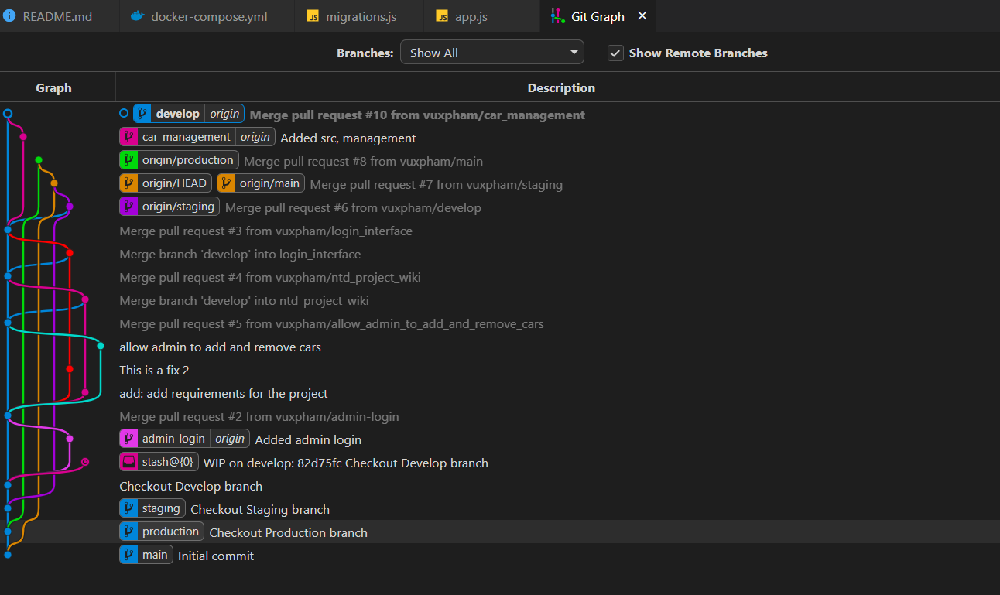 README.md docker-compose.yml JS migrations.js JS app.js Git Graph
Branches: Show All Show Remote Branches
Graph Description
develop origin Merge pull request #10 from vuxpham/car_management
car_management origin Added src, management
origin/production Merge pull request #8 from vuxpham/main
origin/HEAD origin/main Merge pull request #7 from vuxpham/staging
origin/staging Merge pull request #6 from vuxpham/develop
Merge pull request #3 from vuxpham/login_interface
Merge branch 'develop' into login_interface
Merge pull request #4 from vuxpham/ntd_project_wiki
Merge branch 'develop' into ntd_project_wiki
Merge pull request #5 from vuxpham/allow_admin_to_add_and_remove_cars
allow admin to add and remove cars
This is a fix 2
add: add requirements for the project
Merge pull request #2 from vuxpham/admin-login
admin-login origin Added admin login
stash@{0} WIP on develop: 82d75fc Checkout Develop branch
Checkout Develop branch
staging Checkout Staging branch
production Checkout Production branch
main Initial commit